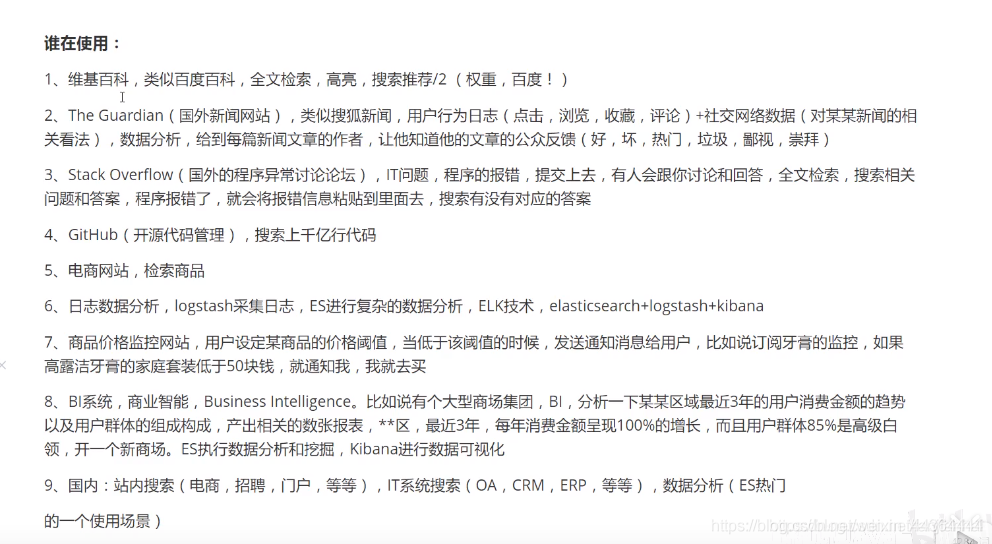 谁在使用：
1、维基百科，类似百度百科，全文检索，高亮，搜索推荐/2 （权重，百度！）
2、The Guardian（国外新闻网站），类似搜狐新闻，用户行为日志（点击，浏览，收藏，评论）+社交网络数据（对某某新闻的相
关看法），数据分析，给到每篇新闻文章的作者，让他知道他的文章的公众反馈（好，坏，热门，垃圾，鄙视，崇拜）
3、Stack Overflow（国外的程序异常讨论论坛），IT问题，程序的报错，提交上去，有人会跟你讨论和回答，全文检索，搜索相关
问题和答案，程序报错了，就会将报错信息粘贴到里面去，搜索有没有对应的答案
4、GitHub（开源代码管理），搜索上千亿行代码
5、电商网站，检索商品
6、日志数据分析，logstash采集日志，ES进行复杂的数据分析，ELK技术，elasticsearch+logstash+kibana
7、商品价格监控网站，用户设定某商品的价格阈值，当低于该阈值的时候，发送通知消息给用户，比如说订阅牙膏的监控，如果
高露洁牙膏的家庭套装低于50块钱，就通知我，我就去买
8、BI系统，商业智能，Business Intelligence。比如说有个大型商场集团，BI，分析一下某某区域最近3年的用户消费金额的趋势
以及用户群体的组成构成，产出相关的数张报表，**区，最近3年，每年消费金额呈现100%的增长，而且用户群体85%是高级白
领，开一个新商场。ES执行数据分析和挖掘，Kibana进行数据可视化
9、国内：站内搜索（电商，招聘，门户，等等），IT系统搜索（OA，CRM，ERP，等等），数据分析（ES热门
的一个使用场景）